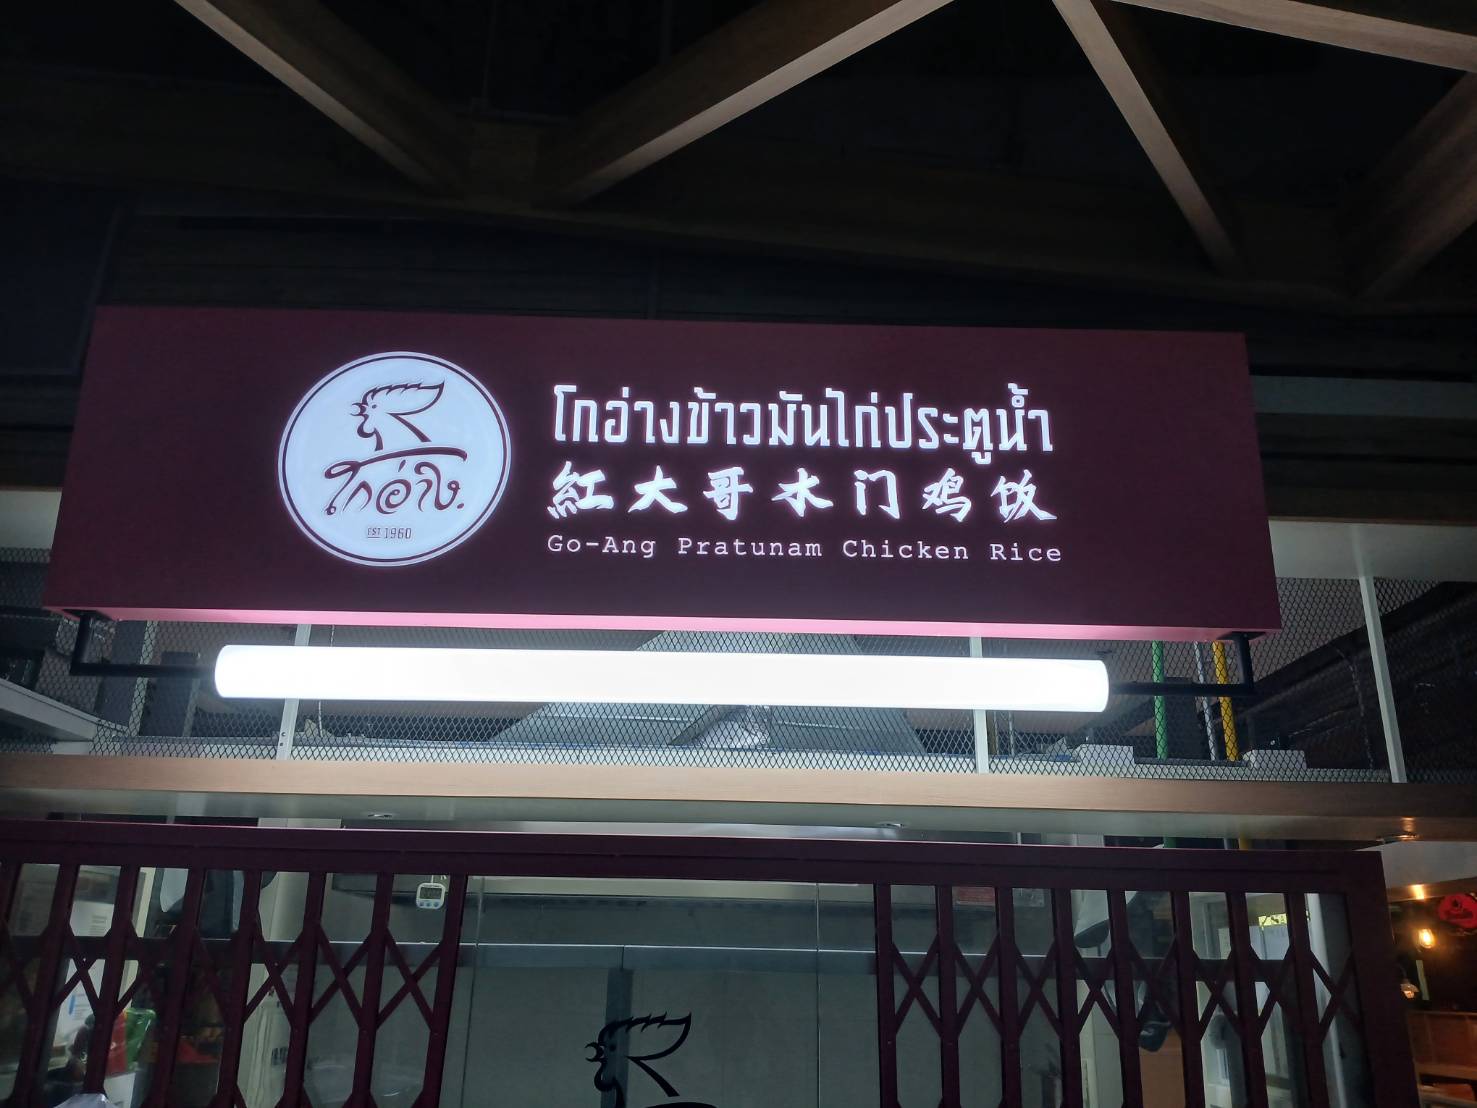 โกอ่าง
EST 1960
โกอ่างข้าวมันไก่ประตูน้ำ
紅大哥水门鸡饭
Go-Ang Pratunam Chicken Rice